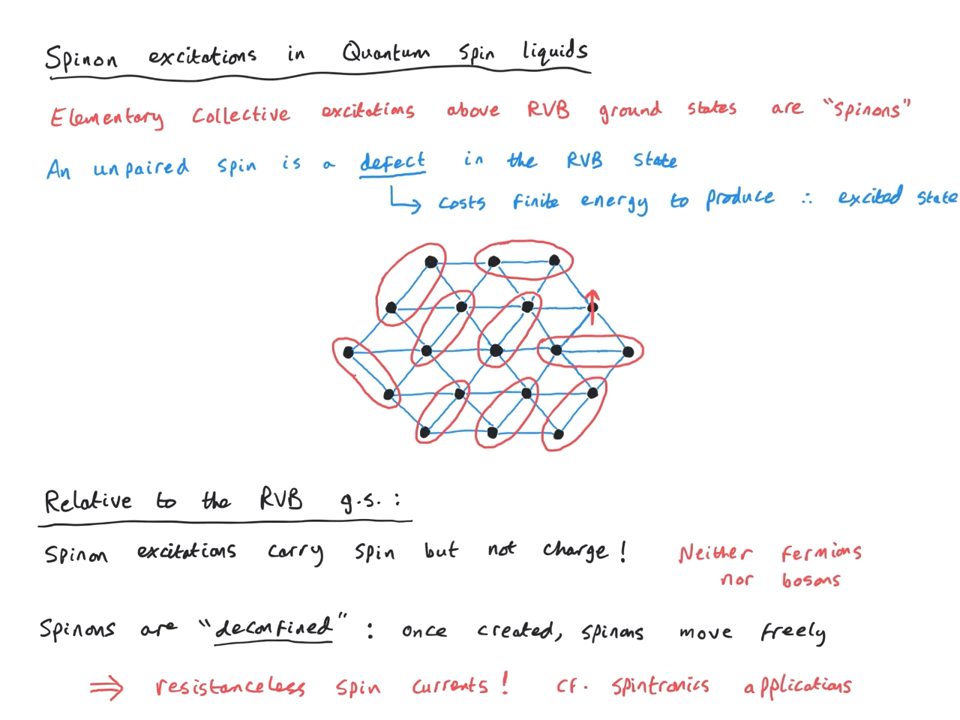 Spinon excitations in Quantum spin liquids
Elementary Collective excitations above RVB ground states are "spinons"
An unpaired spin is a defect in the RVB state
↳ costs finite energy to produce ∴ excited state
Relative to the RVB g.s.:
Spinon excitations carry spin but not charge!
Neither fermions
nor bosons
Spinons are "deconfined": once created, spinons move freely
⇒ resistanceless spin currents! cf. spintronics applications